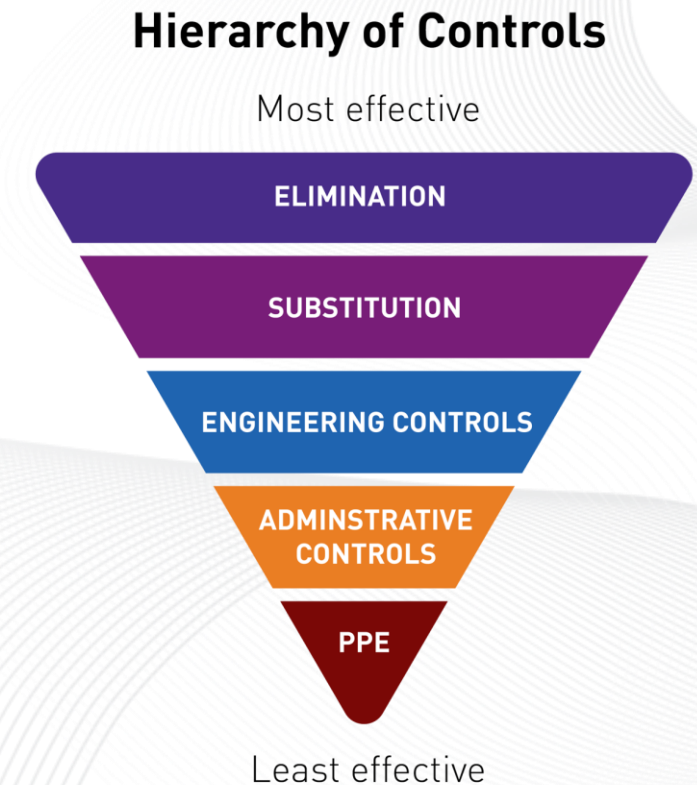 Hierarchy of Controls
Most effective
ELIMINATION
SUBSTITUTION
ENGINEERING CONTROLS
ADMINSTRATIVE
CONTROLS
PPE
Least effective